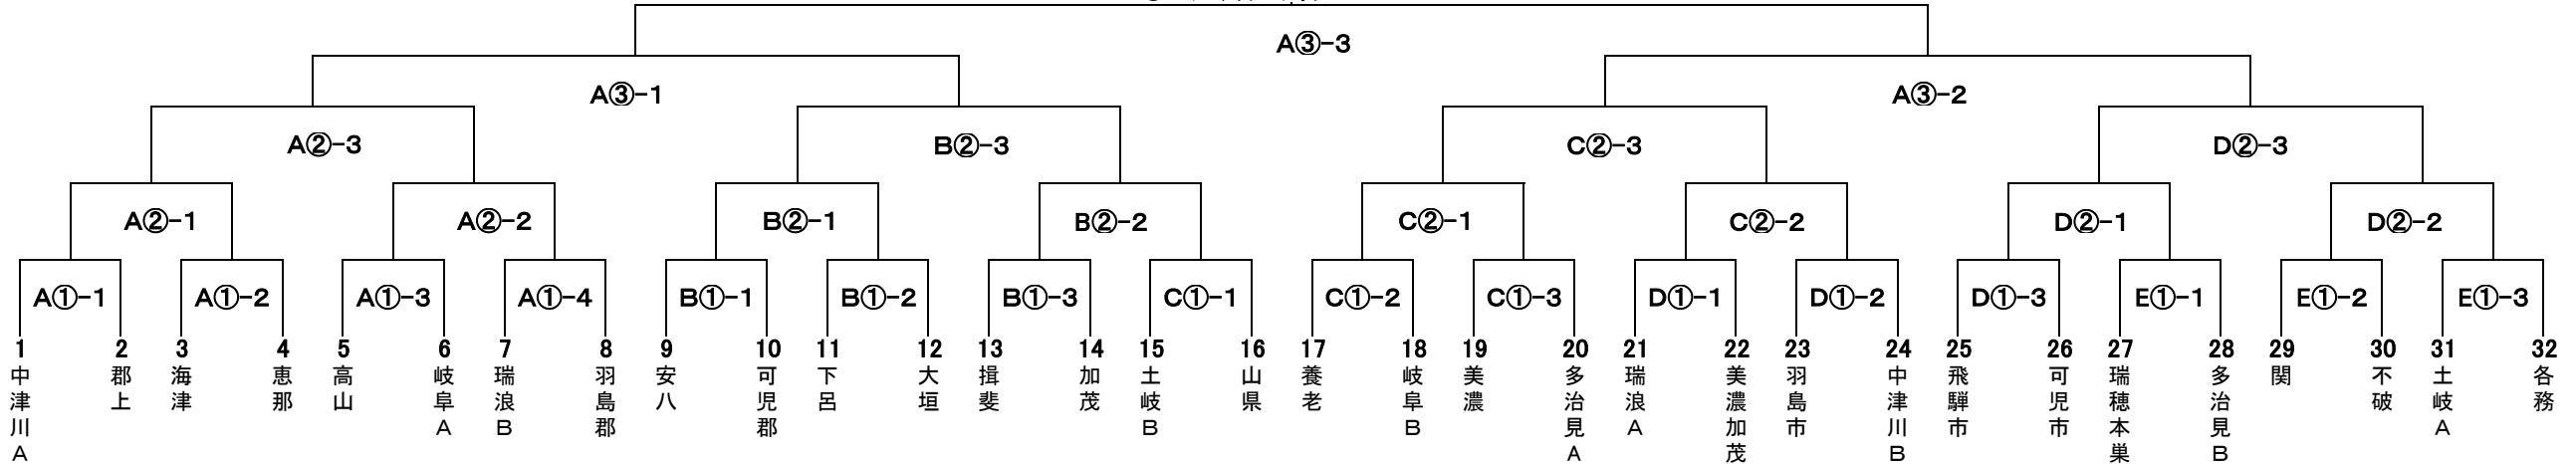 A③-3
A③-1
A③-2
A②-3
B②-3
C②-3
D②-3
A②-1
A②-2
B②-1
B②-2
C②-1
C②-2
D②-1
D②-2
A①-1
A①-2
A①-3
A①-4
B①-1
B①-2
B①-3
C①-1
C①-2
C①-3
D①-1
D①-2
D①-3
E①-1
E①-2
E①-3
1
中津川A
2
郡上
3
海津
4
恵那
5
高山
6
岐阜A
7
瑞浪B
8
羽島郡
9
安八
10
可児郡
11
下呂
12
大垣
13
揖斐
14
加茂
15
土岐B
16
山県
17
養老
18
岐阜B
19
美濃
20
多治見A
21
瑞浪A
22
美濃加茂
23
羽島市
24
中津川B
25
飛騨市
26
可児市
27
瑞穂本巣
28
多治見B
29
関
30
不破
31
土岐A
32
各務